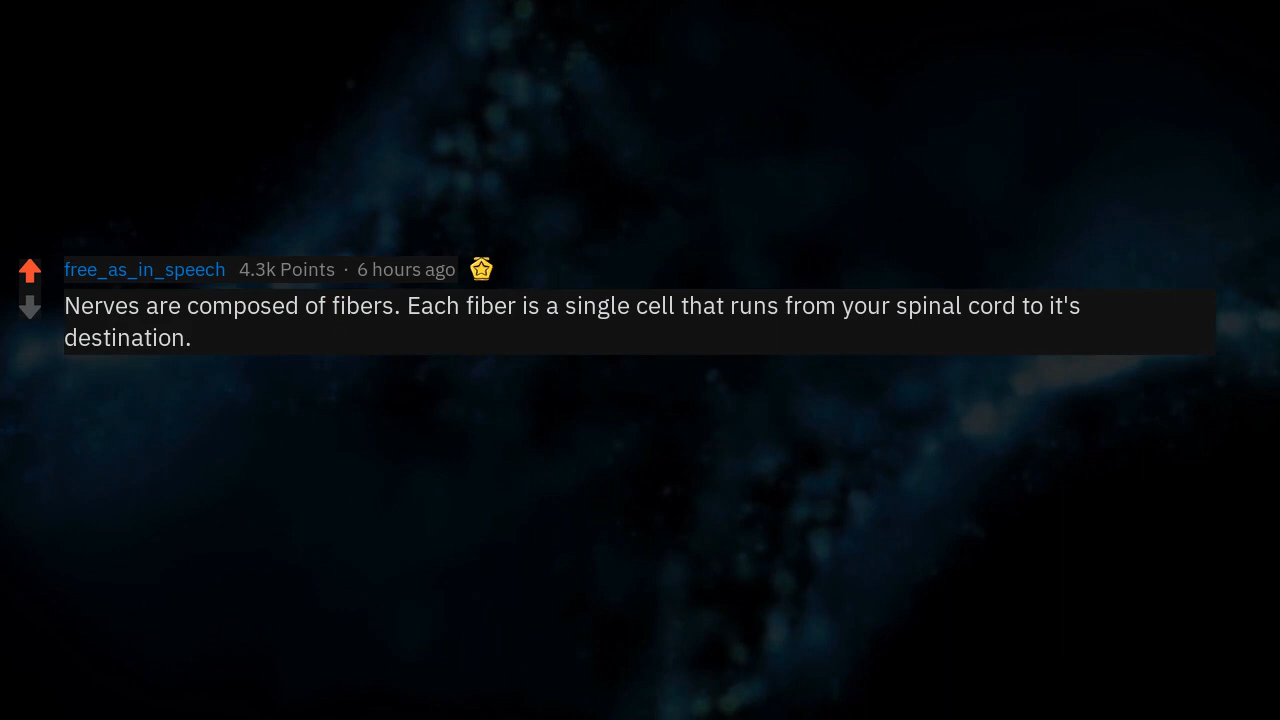 free_as_in_speech 4.3k Points · 6 hours ago
Nerves are composed of fibers. Each fiber is a single cell that runs from your spinal cord to it's
destination.